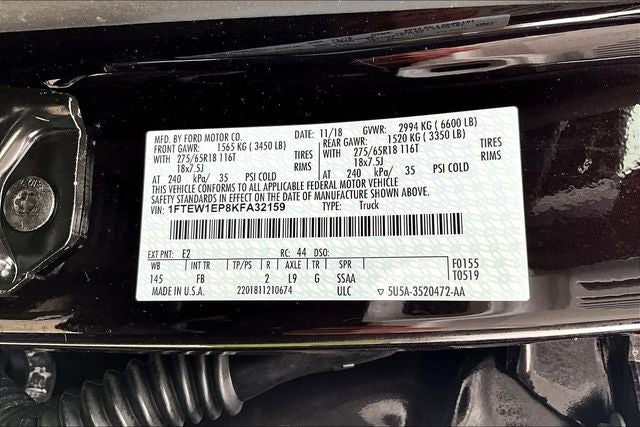 MFD. BY FORD MOTOR CO. DATE: 11/18 GVWR: 2994 KG ( 6600 LB)
FRONT GAWR: 1565 KG ( 3450 LB) REAR GAWR: 1520 KG ( 3350 LB)
WITH 275/65R18 116T TIRES WITH 275/65R18 116T TIRES
18x7.5J RIMS 18x7.5J RIMS
AT 240 kPa/ 35 PSI COLD AT 240 kPa/ 35 PSI COLD
THIS VEHICLE CONFORMS TO ALL APPLICABLE FEDERAL MOTOR VEHICLE
SAFETY STANDARDS IN EFFECT ON THE DATE OF MANUFACTURE SHOWN ABOVE.
VIN: 1FTEW1EP8KFA32159 TYPE: Truck
EXT PNT: E2 RC: 44 DSO: F0155
WB INT TR TP/PS R AXLE TR SPR T0519
145 FB 2 L9 G SSAA
MADE IN U.S.A. 2201811210674 ULC ▽ 5U5A-3520472-AA